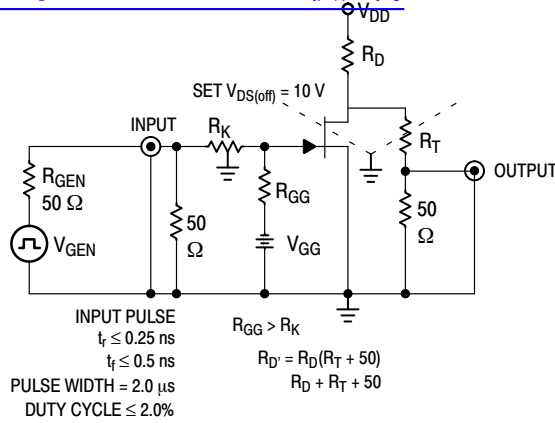 V_DD
R_D
SET V_DS(off) = 10 V
INPUT
R_K
R_T
OUTPUT
R_GEN
50 Ω
R_GG
50
Ω
50
Ω
V_GEN
V_GG
INPUT PULSE
t_r ≤ 0.25 ns
t_f ≤ 0.5 ns
PULSE WIDTH = 2.0 μs
DUTY CYCLE ≤ 2.0%
R_GG > R_K
R_D' = R_D(R_T + 50)
R_D + R_T + 50